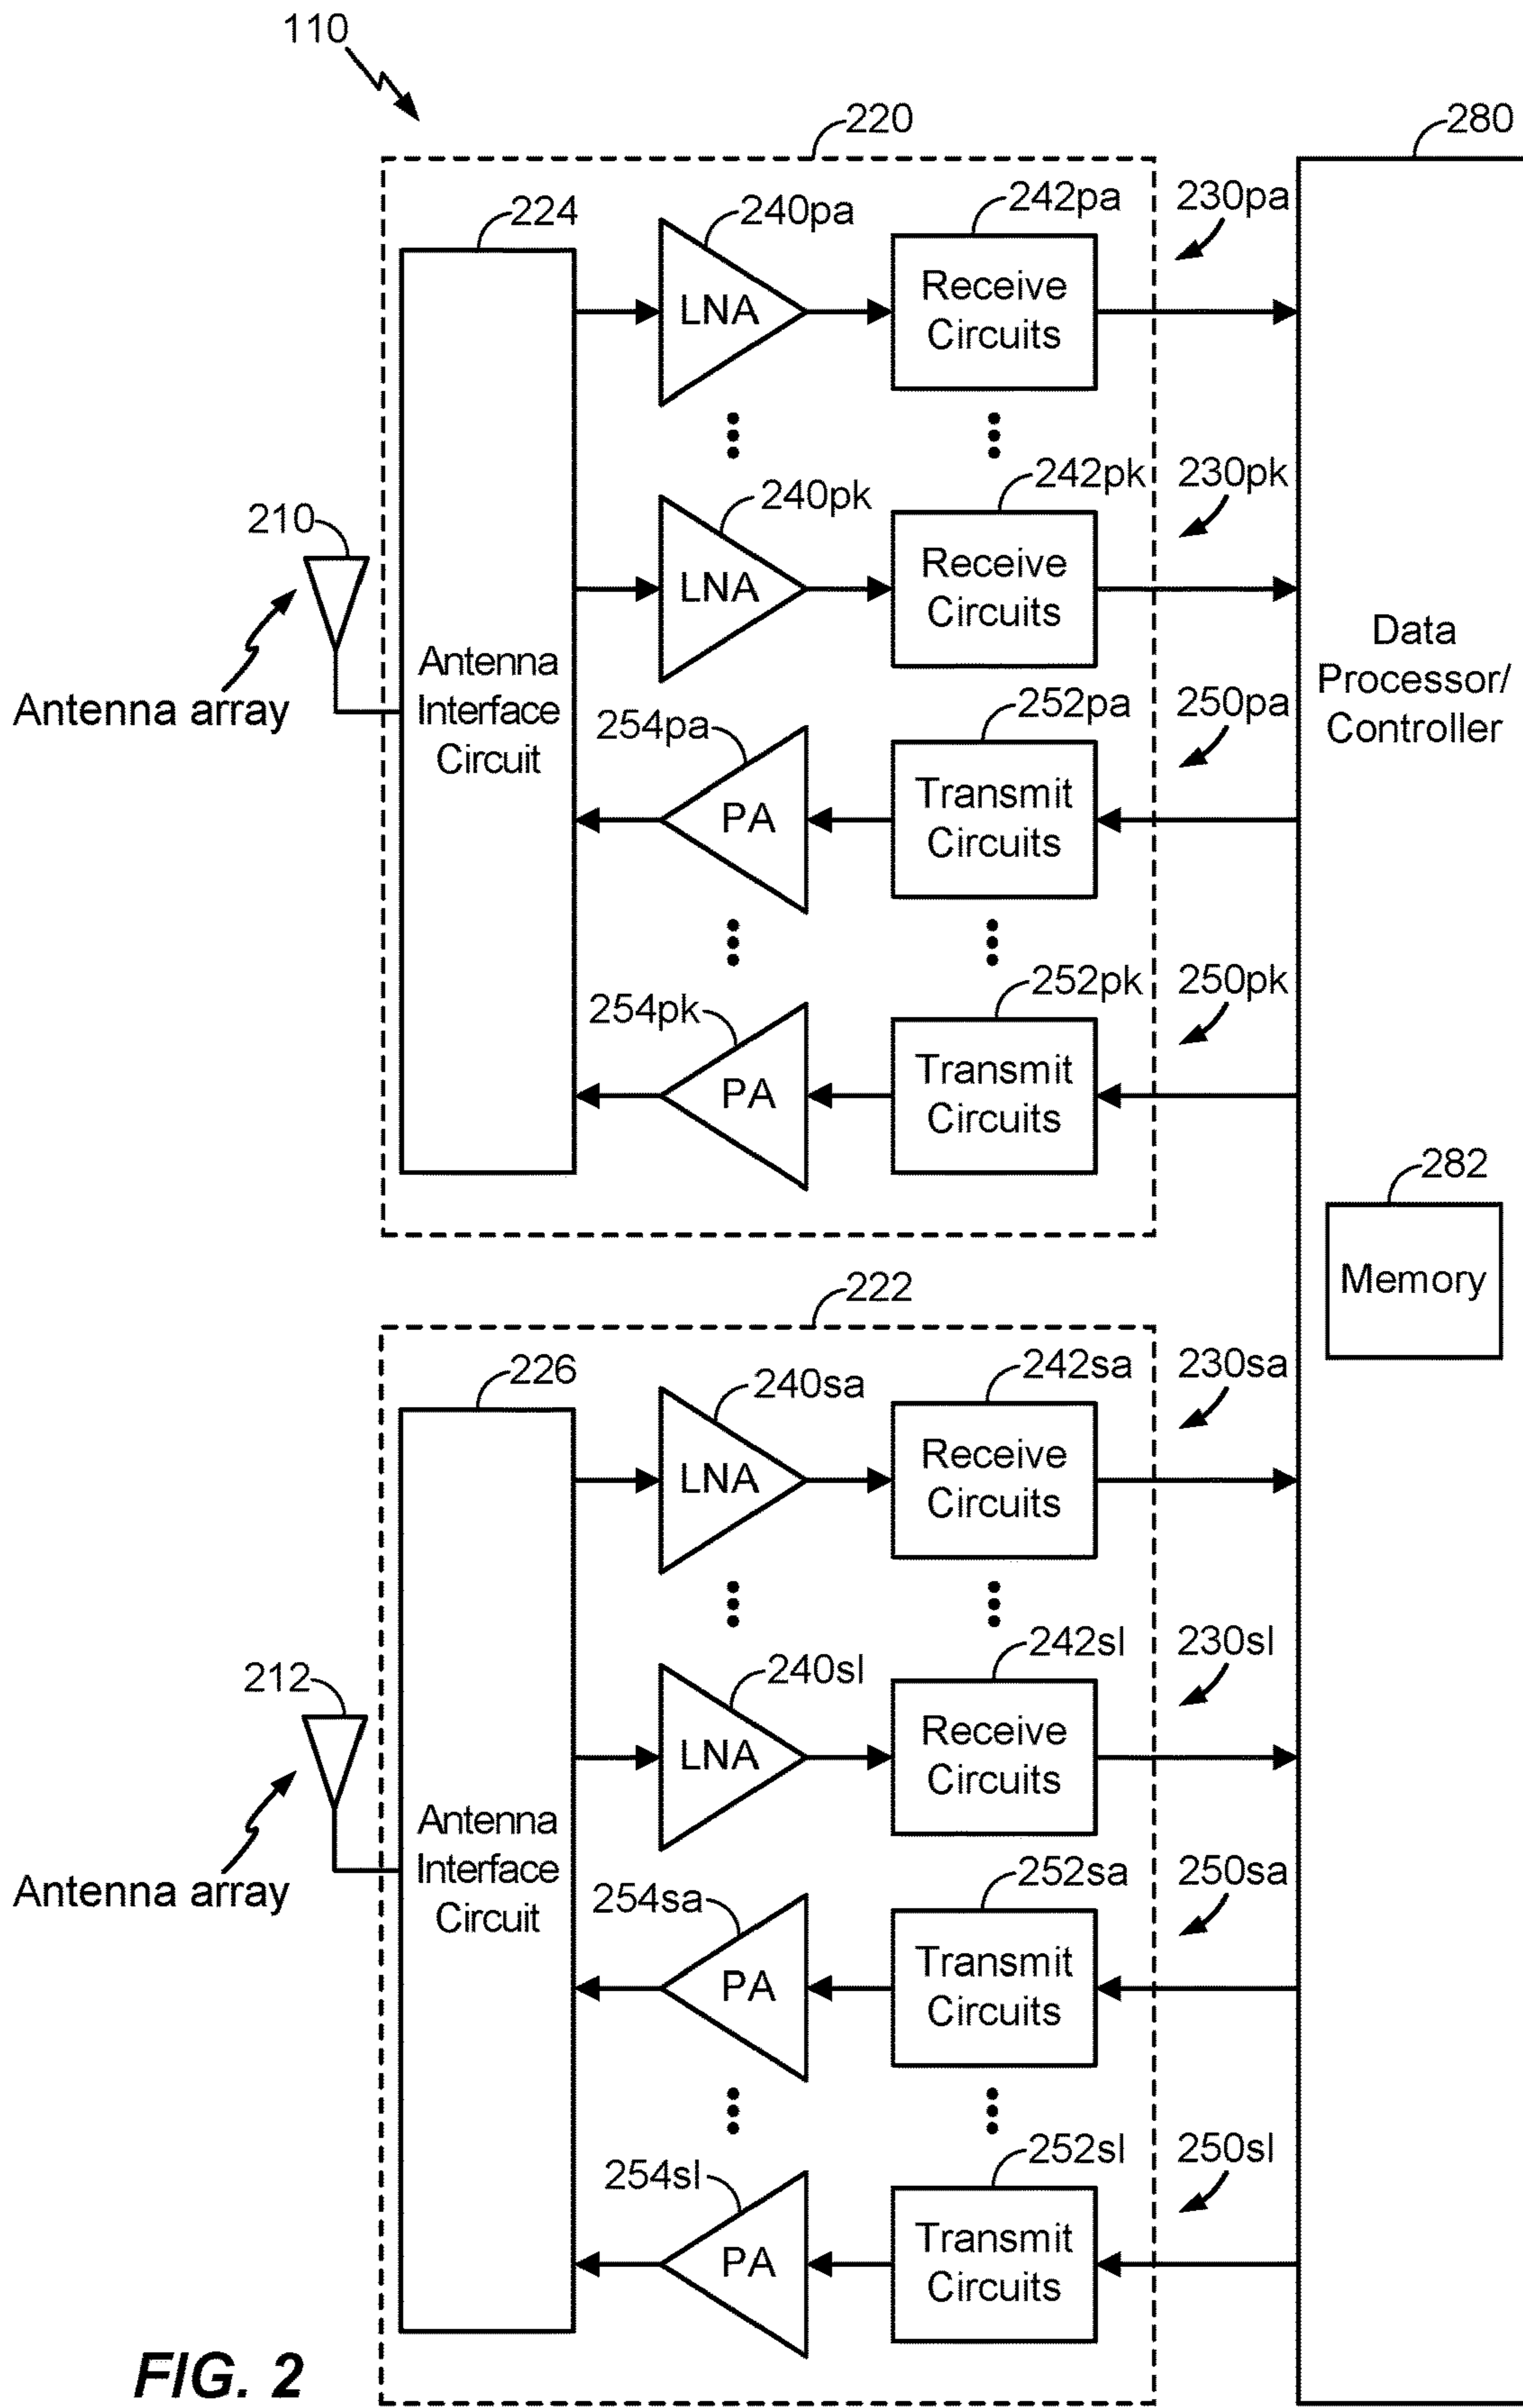 110
220
280
224
240pa
242pa
230pa
LNA
Receive
Circuits
240pk
242pk
230pk
210
LNA
Receive
Circuits
Data
Processor/
Controller
Antenna array
Antenna
Interface
Circuit
254pa
252pa
250pa
PA
Transmit
Circuits
254pk
252pk
250pk
PA
Transmit
Circuits
282
Memory
222
226
240sa
242sa
230sa
LNA
Receive
Circuits
240sl
242sl
230sl
212
LNA
Receive
Circuits
Antenna array
Antenna
Interface
Circuit
254sa
252sa
250sa
PA
Transmit
Circuits
254sl
252sl
250sl
PA
Transmit
Circuits
FIG. 2